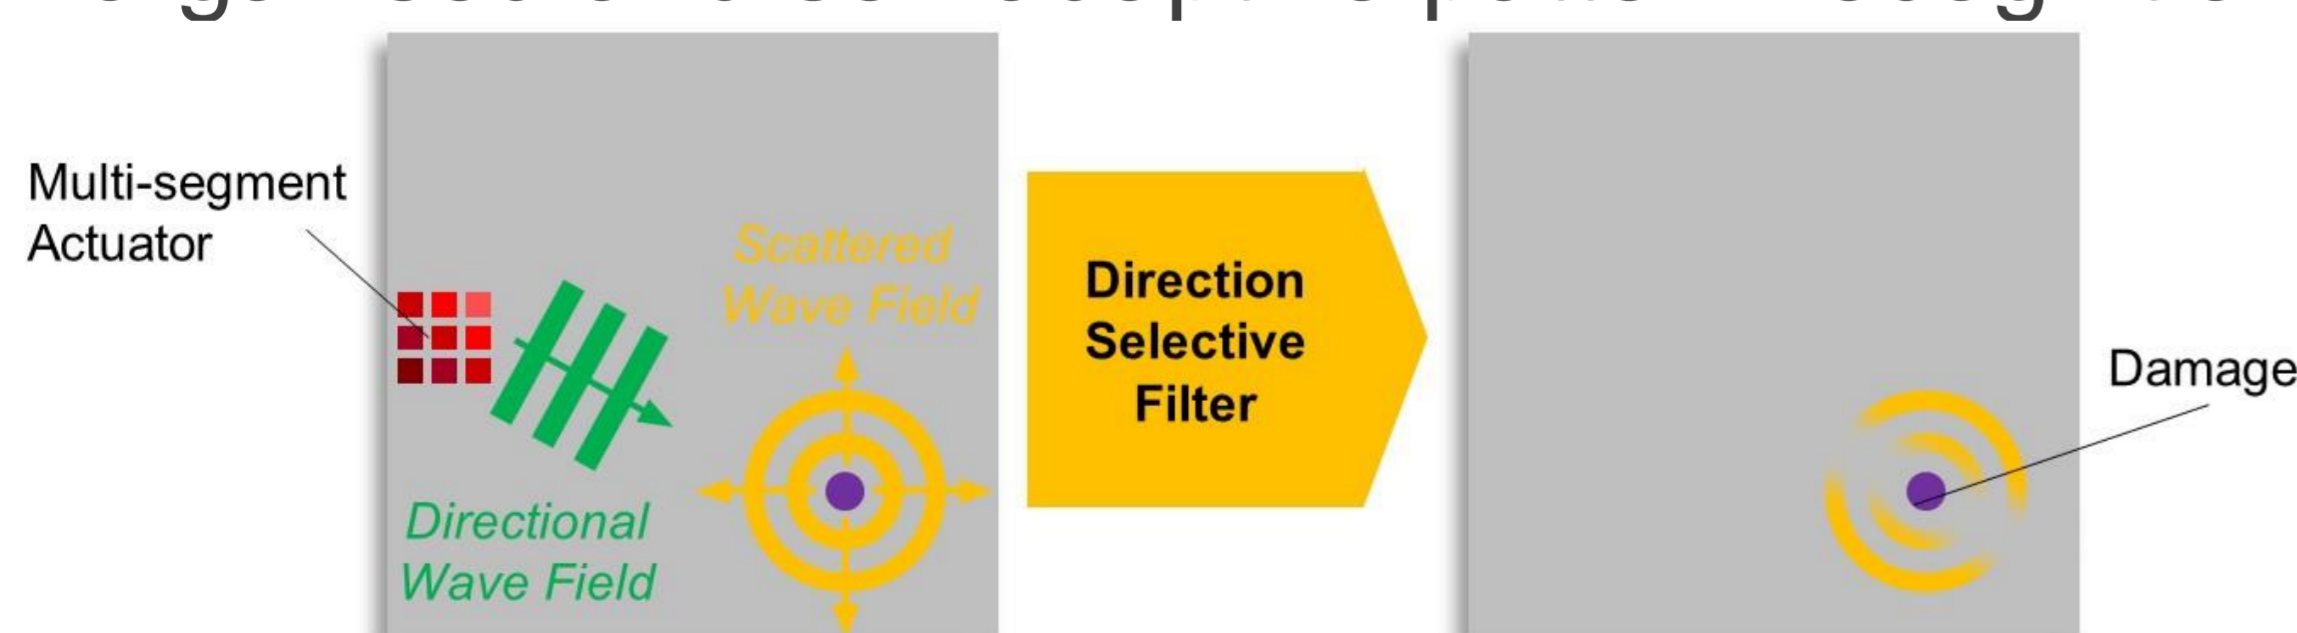 Multi-segment
Actuator
Scattered
Wave Field
Directional
Wave Field
Direction
Selective
Filter
Damage